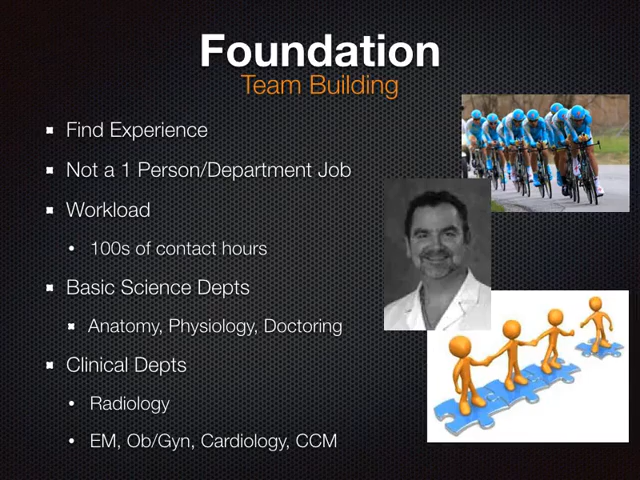 Foundation
Team Building
Find Experience
Not a 1 Person/Department Job
Workload
100s of contact hours
Basic Science Depts
Anatomy, Physiology, Doctoring
Clinical Depts
Radiology
EM, Ob/Gyn, Cardiology, CCM